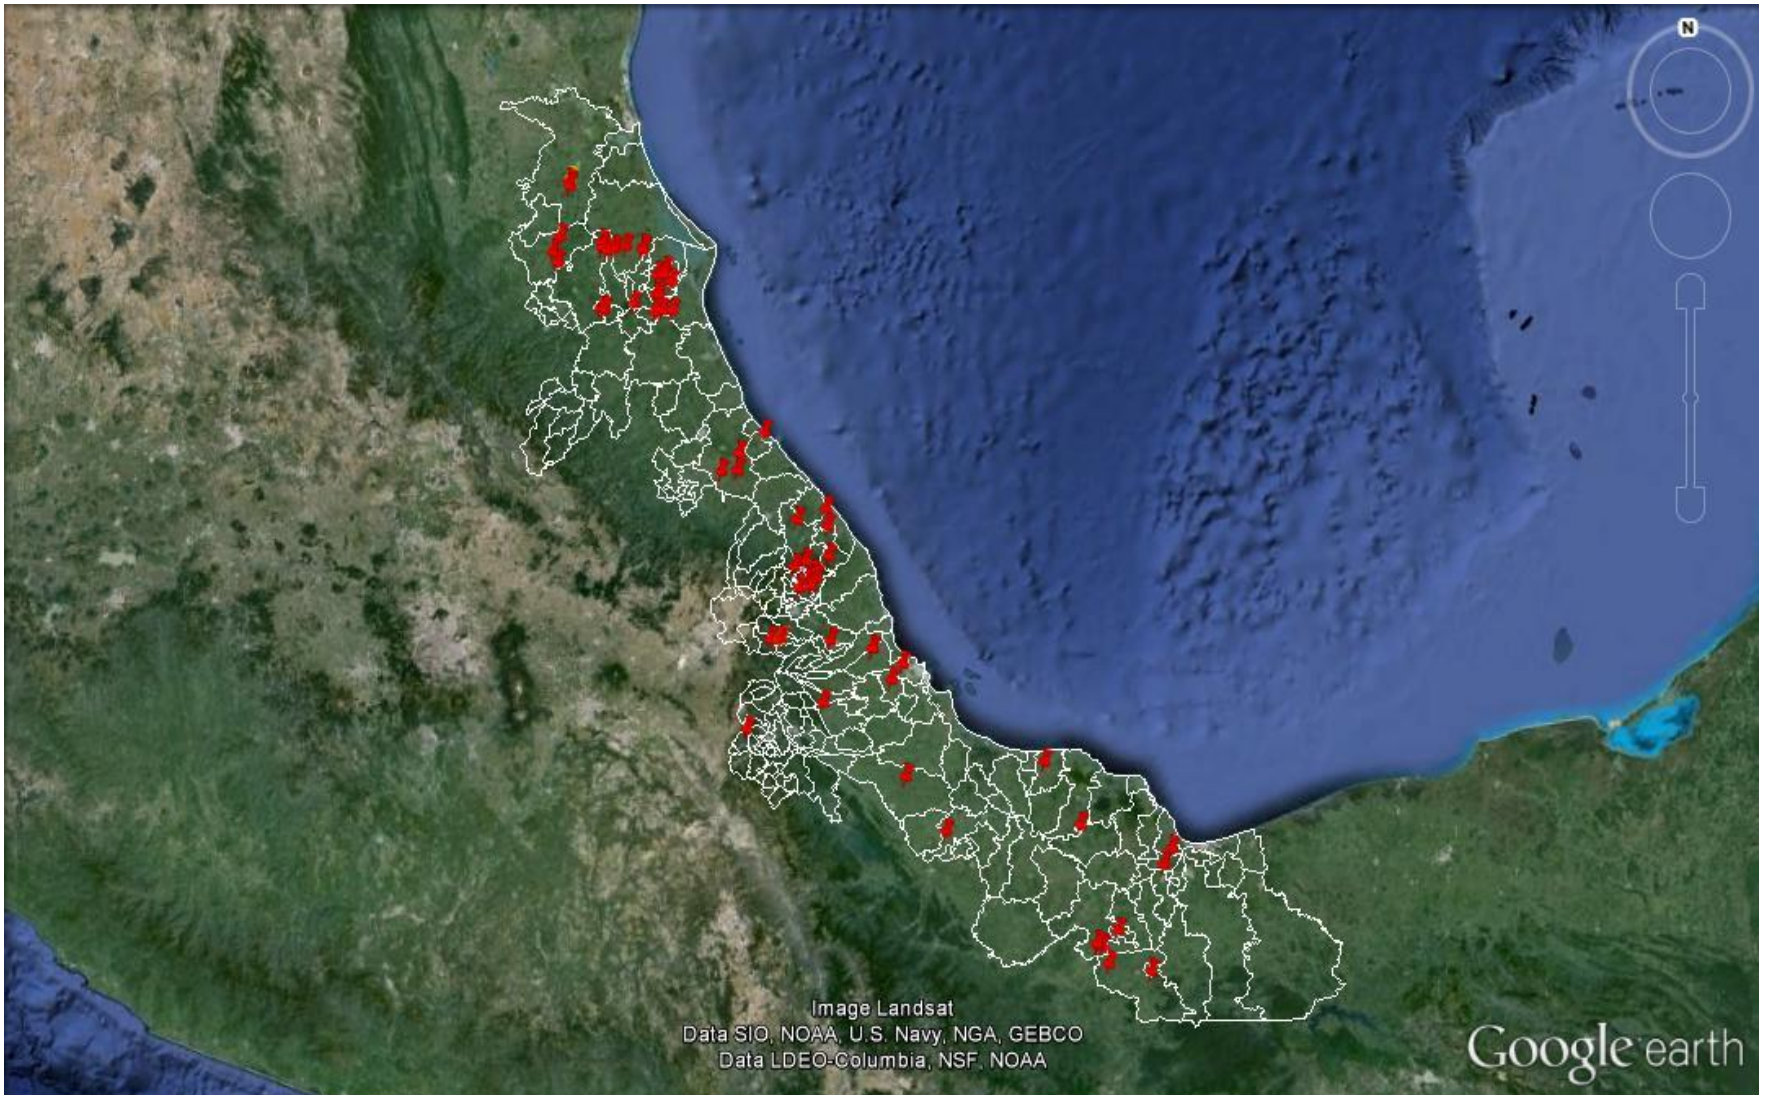 N
Image Landsat
Data SIO, NOAA, U.S. Navy, NGA, GEBCO
Data LDEO-Columbia, NSF, NOAA
Google earth